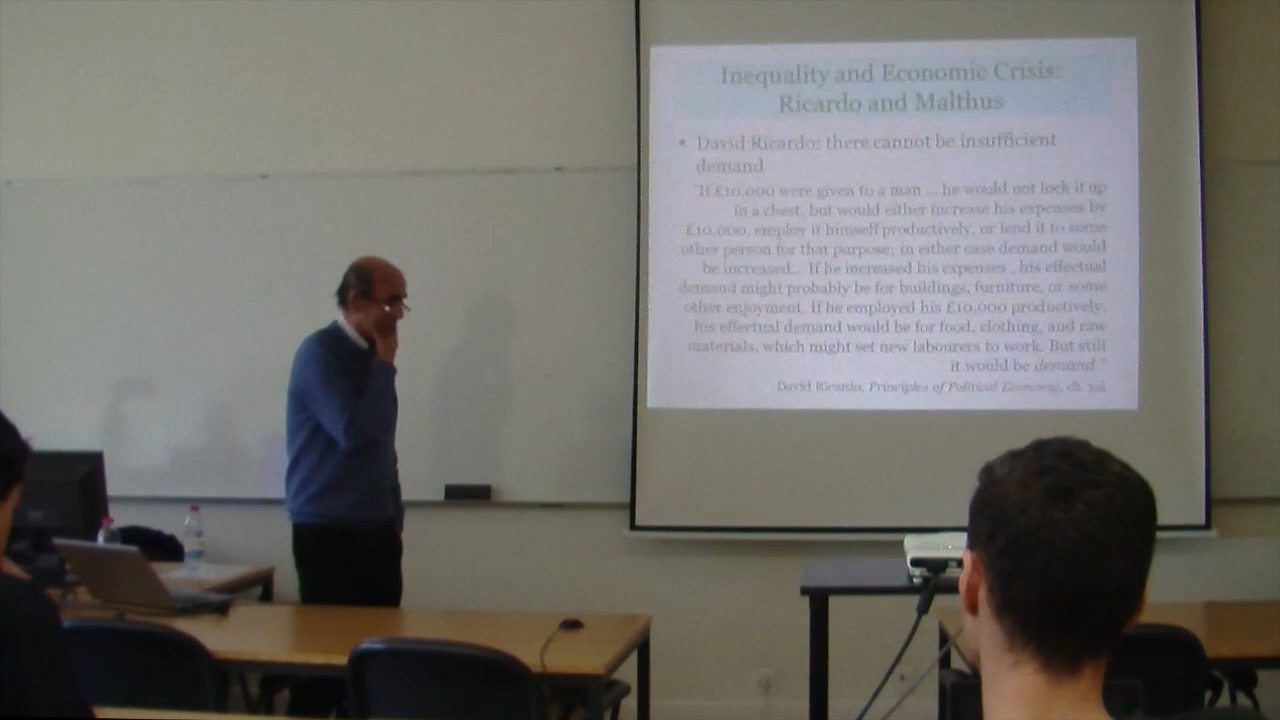 Inequality and Economic Crisis:
Ricardo and Malthus
• David Ricardo: there cannot be insufficient
demand
"If £10,000 were given to a man ... he would not lock it up
in a chest, but would either increase his expenses by
£10,000, employ it himself productively, or lend it to some
other person for that purpose; in either case demand would
be increased... If he increased his expenses , his effectual
demand might probably be for buildings, furniture, or some
other enjoyment. If he employed his £10,000 productively,
his effectual demand would be for food, clothing, and raw
materials, which might set new labourers to work. But still
it would be demand."
David Ricardo, Principles of Political Economy, ch.